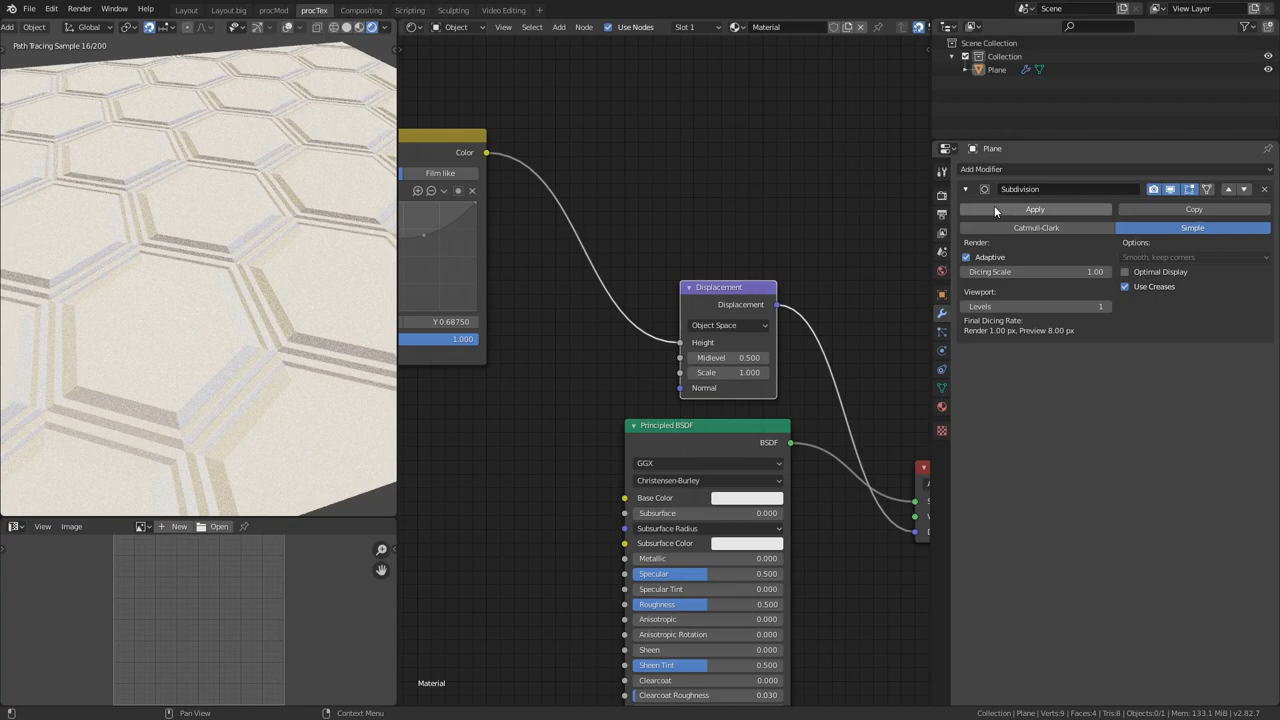 File Edit Render Window Help Layout Layout.big procMod procTex Compositing Scripting Sculpting Video Editing Scene View Layer
Add Object Global Object View Select Add Node Use Nodes Slot 1 Material
Path Tracing Sample 16/200
Scene Collection
Collection
Plane
Color
Film like
Y 0.68750
1.000
Displacement
Displacement
Object Space
Height
Midlevel 0.500
Scale 1.000
Normal
Principled BSDF
BSDF
GGX
Christensen-Burley
Base Color
Subsurface 0.000
Subsurface Radius
Subsurface Color
Metallic 0.000
Specular 0.500
Specular Tint 0.000
Roughness 0.500
Anisotropic 0.000
Anisotropic Rotation 0.000
Sheen 0.000
Sheen Tint 0.500
Clearcoat 0.000
Clearcoat Roughness 0.030
Material
Plane
Add Modifier
Subdivision
Apply Copy
Catmull-Clark Simple
Render: Options:
Adaptive Smooth, keep corners
Dicing Scale 1.00 Optimal Display
Viewport: Use Creases
Levels 1
Final Dicing Rate:
Render 1.00 px, Preview 8.00 px
View Image New Open
Pan View Context Menu Collection | Plane | Verts:9 | Faces:4 | Tris:8 | Objects:0/1 | Mem: 133.1 MiB | v2.82.7